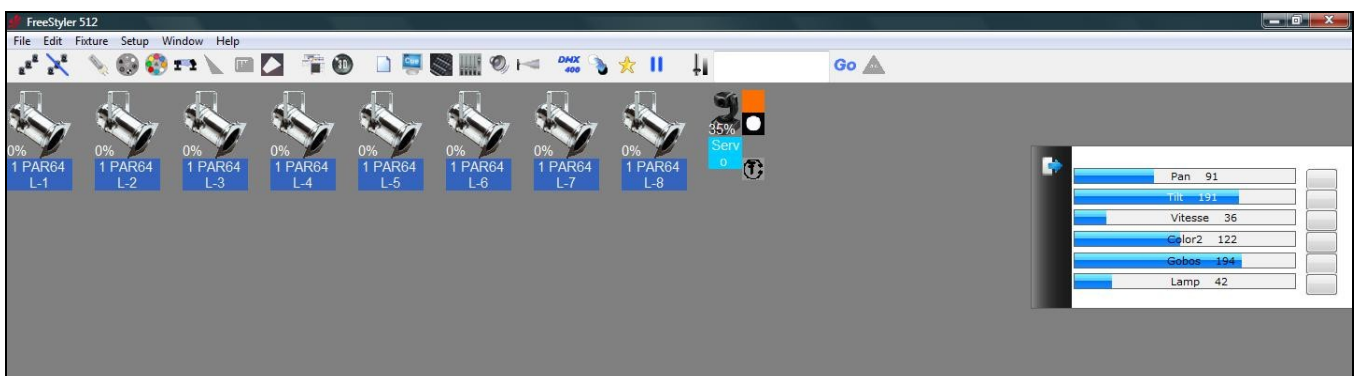 FreeStyler 512
File Edit Fixture Setup Window Help
DMX
400
Go
0% 0% 0% 0% 0% 0% 0% 0% 35%
1 PAR64 1 PAR64 1 PAR64 1 PAR64 1 PAR64 1 PAR64 1 PAR64 1 PAR64 Serv
L-1 L-2 L-3 L-4 L-5 L-6 L-7 L-8 o
Pan 91
Tilt 191
Vitesse 36
Color2 122
Gobos 194
Lamp 42